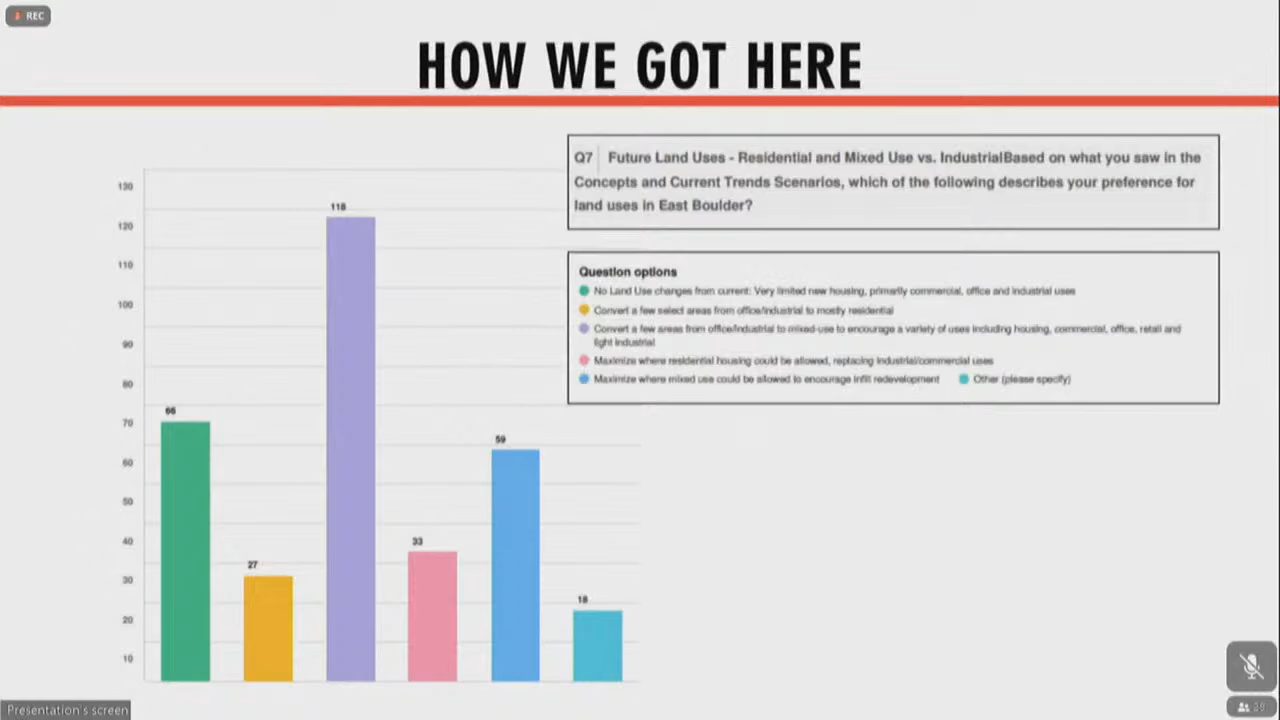 REC
HOW WE GOT HERE
Q7 Future Land Uses - Residential and Mixed Use vs. IndustrialBased on what you saw in the
Concepts and Current Trends Scenarios, which of the following describes your preference for
land uses in East Boulder?
Question options
No Land Use changes from current: Very limited new housing, primarily commercial, office and industrial uses
Convert a few select areas from office/industrial to mostly residential
Convert a few areas from office/industrial to mixed-use to encourage a variety of uses including housing, commercial, office, retail and
light industrial
Maximize where residential housing could be allowed, replacing industrial/commercial uses
Maximize where mixed use could be allowed to encourage infill redevelopment Other (please specify)
130
120
110
100
90
80
70
60
50
40
30
20
10
66
27
118
33
59
18
Presentation's screen